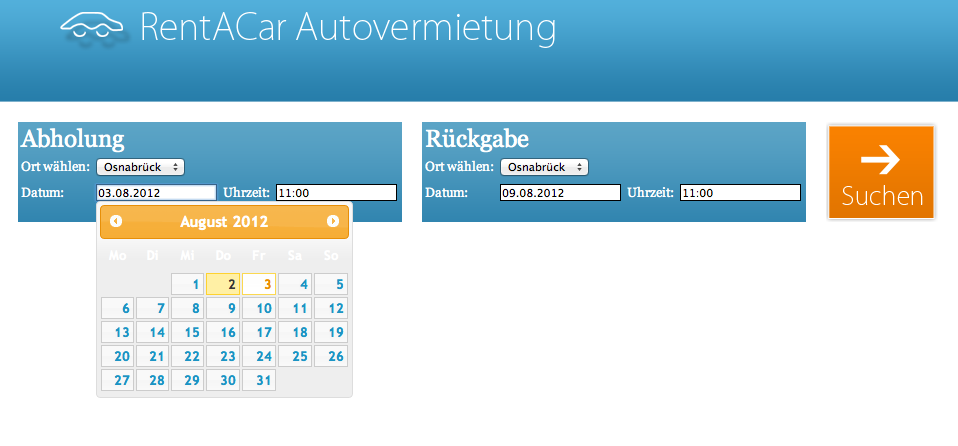 RentACar Autovermietung
Abholung
Ort wählen: Osnabrück
Datum: 03.08.2012 Uhrzeit: 11:00
August 2012
Mo Di Mi Do Fr Sa So
1 2 3 4 5
6 7 8 9 10 11 12
13 14 15 16 17 18 19
20 21 22 23 24 25 26
27 28 29 30 31
Rückgabe
Ort wählen: Osnabrück
Datum: 09.08.2012 Uhrzeit: 11:00
Suchen